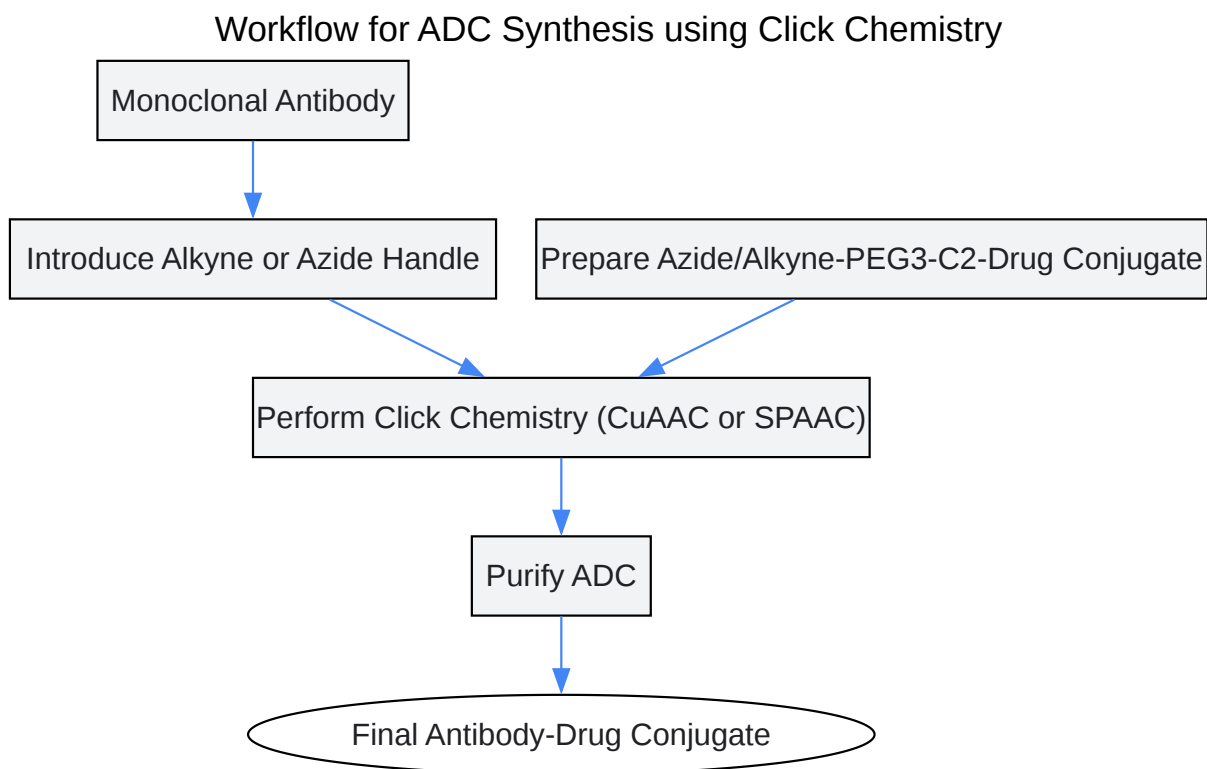 Workflow for ADC Synthesis using Click Chemistry
Monoclonal Antibody
Introduce Alkyne or Azide Handle
Prepare Azide/Alkyne-PEG3-C2-Drug Conjugate
Perform Click Chemistry (CuAAC or SPAAC)
Purify ADC
Final Antibody-Drug Conjugate